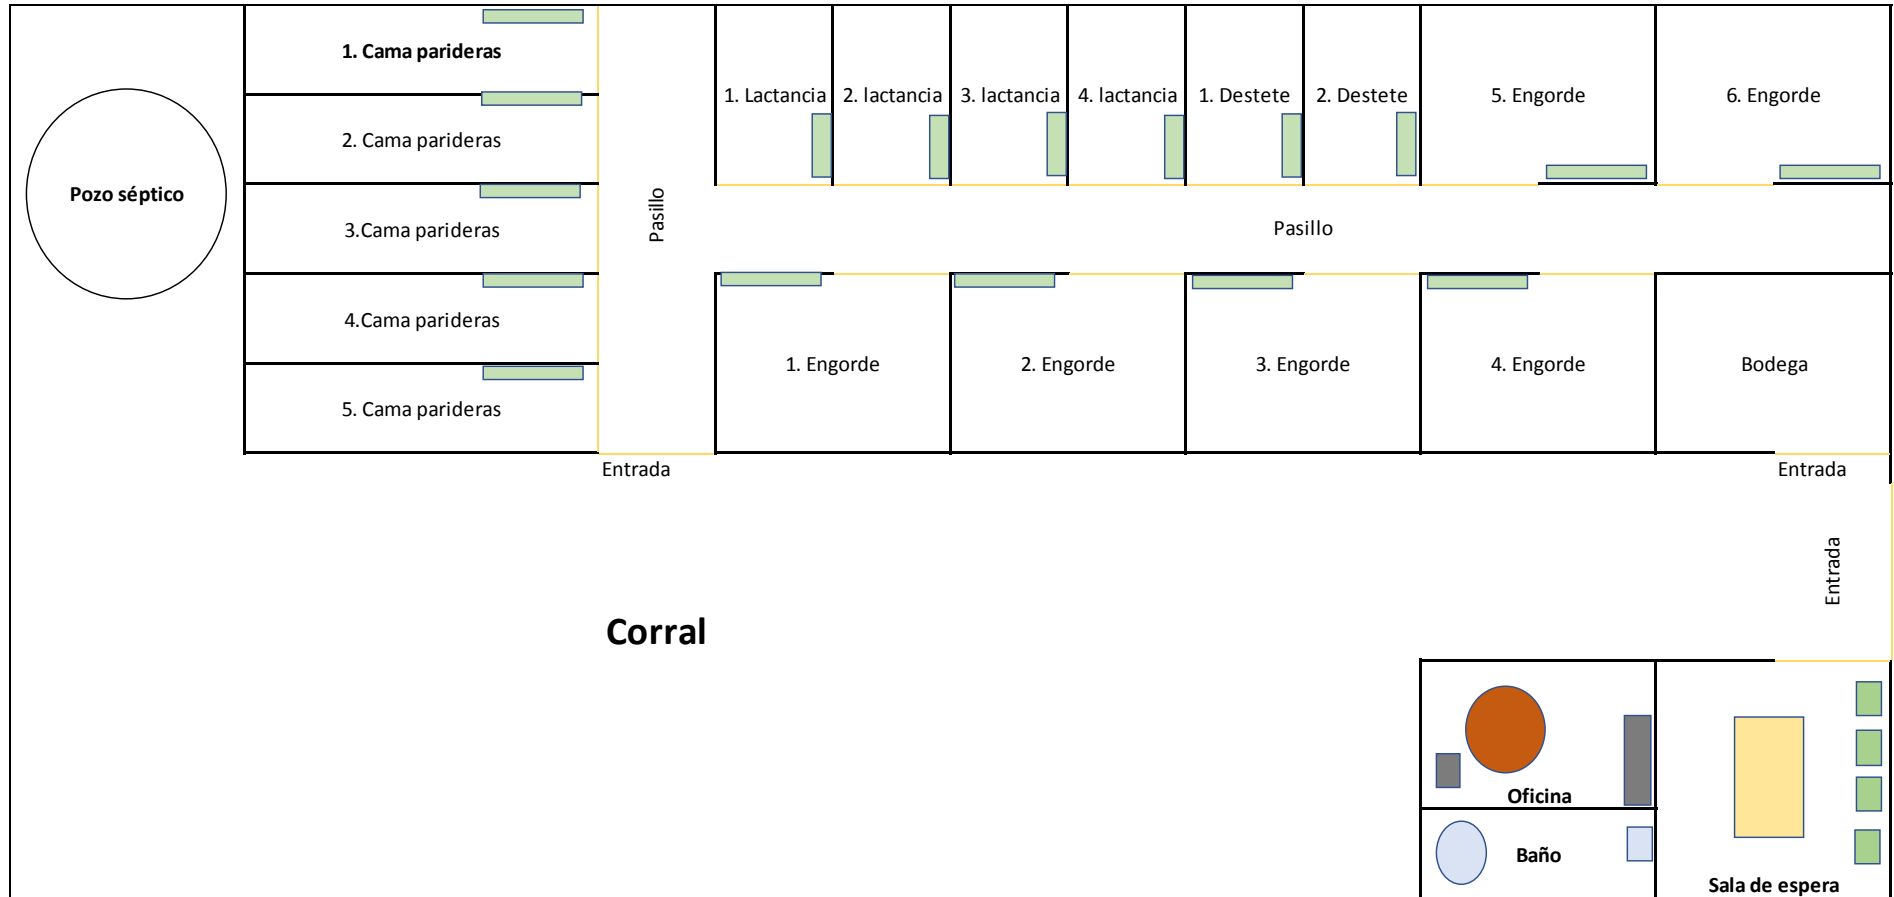 1. Cama parideras
2. Cama parideras
3.Cama parideras
4.Cama parideras
5. Cama parideras
Pozo séptico
Pasillo
1. Lactancia
2. lactancia
3. lactancia
4. lactancia
1. Destete
2. Destete
5. Engorde
6. Engorde
Pasillo
1. Engorde
2. Engorde
3. Engorde
4. Engorde
Bodega
Entrada
Entrada
Entrada
Corral
Oficina
Baño
Sala de espera